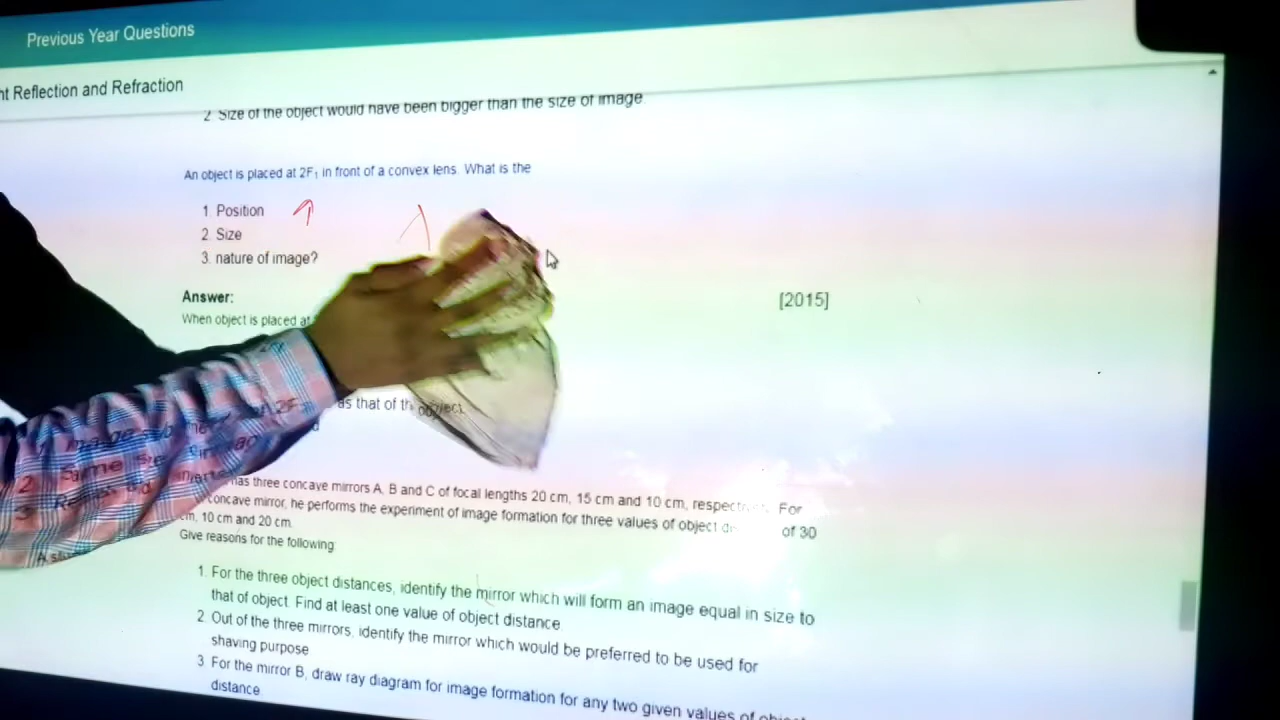 Previous Year Questions
nt Reflection and Refraction
2. Size of the object would have been bigger than the size of image.
An object is placed at 2F₁ in front of a convex lens. What is the
1. Position
2. Size
3. nature of image?
Answer:
[2015]
When object is placed at
as that of the object
has three concave mirrors A, B and C of focal lengths 20 cm, 15 cm and 10 cm, For
concave mirror, he performs the experiment of image formation for three values of object of 30
cm, 10 cm and 20 cm.
Give reasons for the following
1. For the three object distances, identify the mirror which will form an image equal in size to
that of object. Find at least one value of object distance.
2. Out of the three mirrors, identify the mirror which would be preferred to be used for
shaving purpose
3. For the mirror B, draw ray diagram for image formation for any two given values of object
distance.